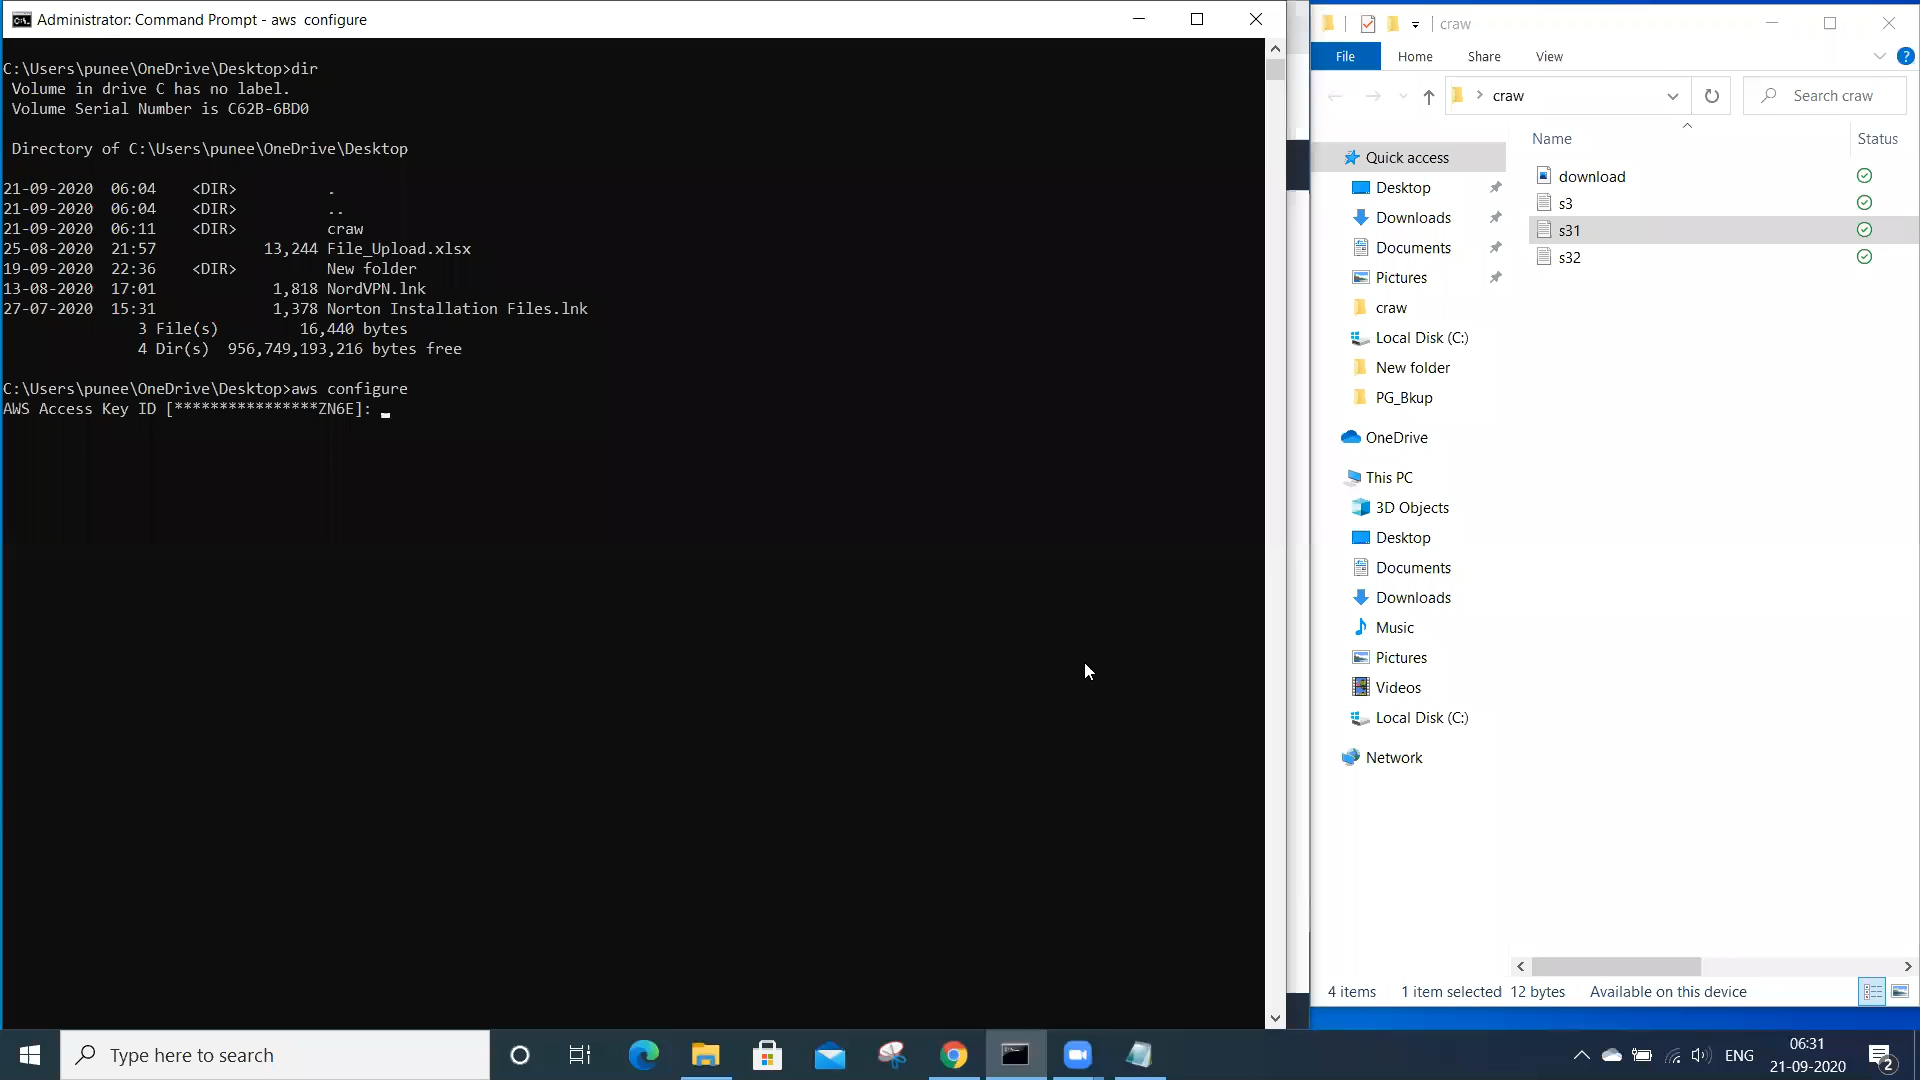 Administrator: Command Prompt - aws  configure
C:\Users\punee\OneDrive\Desktop>dir
 Volume in drive C has no label.
 Volume Serial Number is C62B-6BD0
 Directory of C:\Users\punee\OneDrive\Desktop
21-09-2020  06:04    <DIR>          .
21-09-2020  06:04    <DIR>          ..
21-09-2020  06:11    <DIR>          craw
25-08-2020  21:57            13,244 File_Upload.xlsx
19-09-2020  22:36    <DIR>          New folder
13-08-2020  17:01             1,818 NordVPN.lnk
27-07-2020  15:31             1,378 Norton Installation Files.lnk
               3 File(s)         16,440 bytes
               4 Dir(s)  956,749,193,216 bytes free
C:\Users\punee\OneDrive\Desktop>aws configure
AWS Access Key ID [****************ZN6E]: _
craw
File Home Share View
craw
Search craw
Name Status
Quick access
Desktop
Downloads
Documents
Pictures
craw
Local Disk (C:)
New folder
PG_Bkup
OneDrive
This PC
3D Objects
Desktop
Documents
Downloads
Music
Pictures
Videos
Local Disk (C:)
Network
download
s3
s31
s32
4 items 1 item selected 12 bytes Available on this device
Type here to search
ENG
06:31
21-09-2020
2